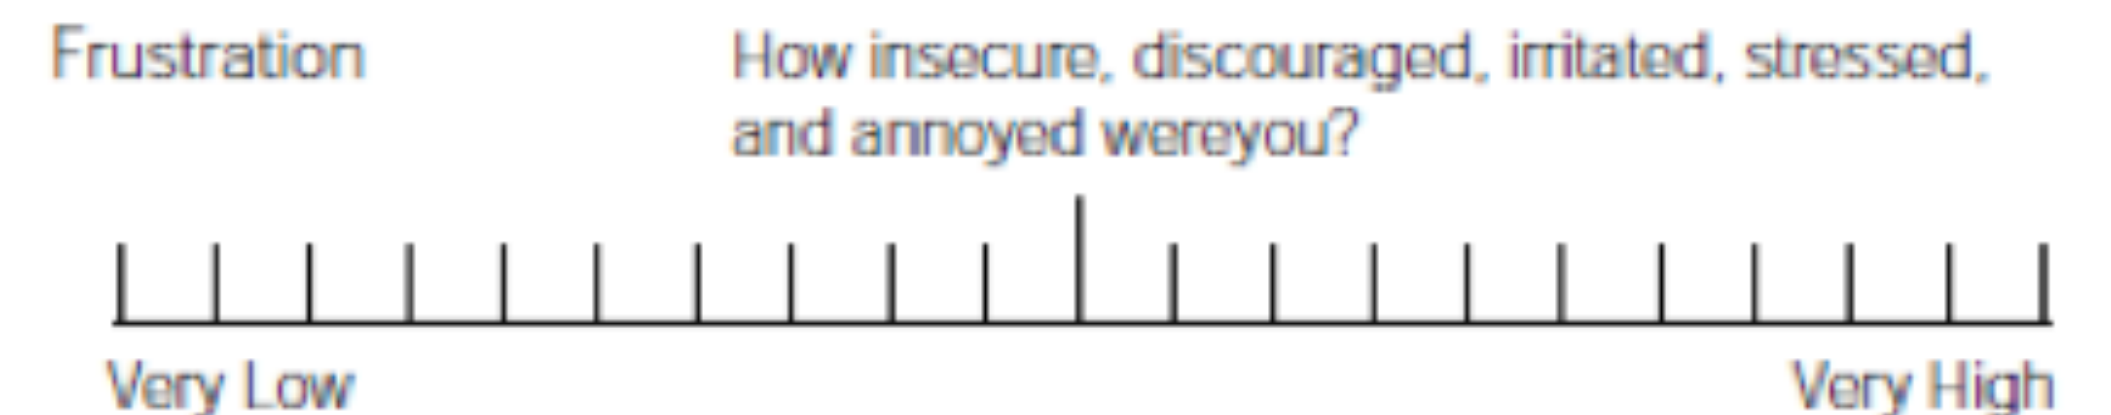 Frustration
How insecure, discouraged, irritated, stressed,
and annoyed wereyou?
Very Low
Very High